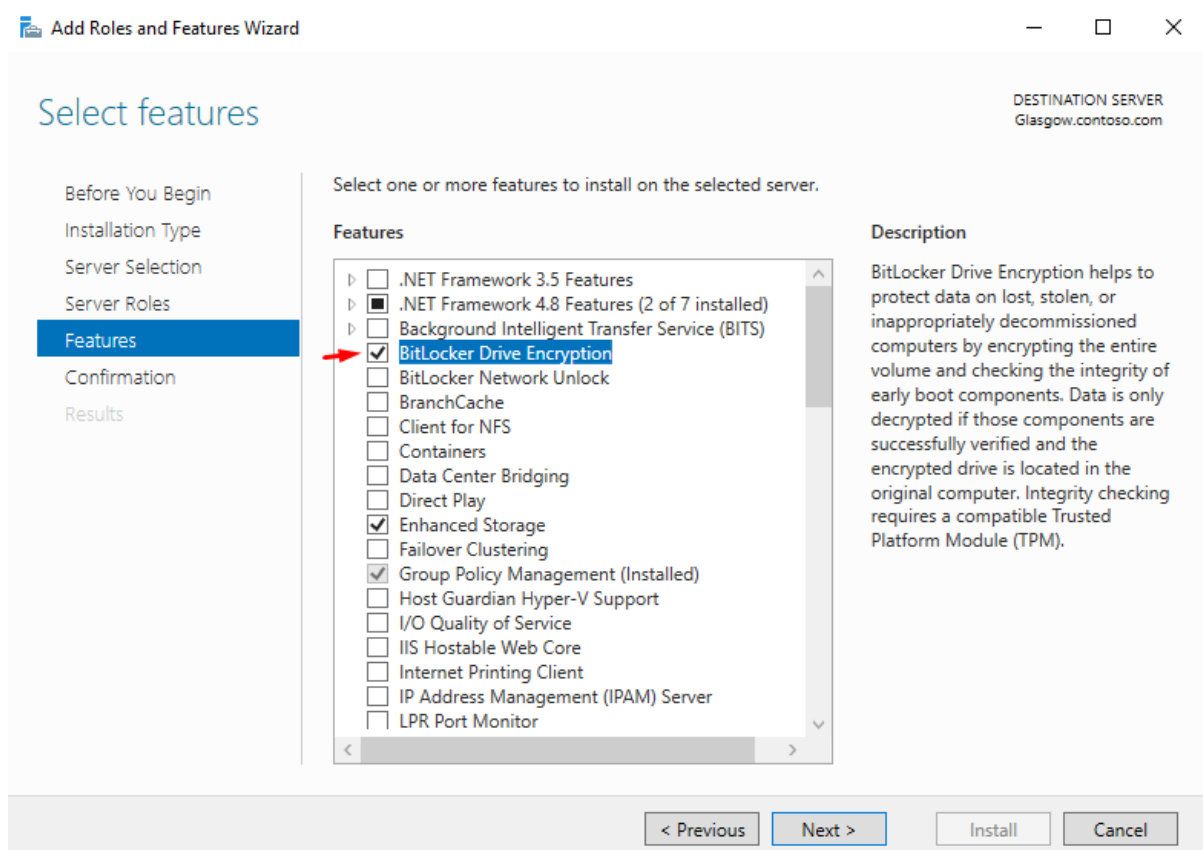 Add Roles and Features Wizard
Select features
DESTINATION SERVER
Glasgow.contoso.com
Before You Begin
Installation Type
Server Selection
Server Roles
Features
Confirmation
Results
Select one or more features to install on the selected server.
Features
.NET Framework 3.5 Features
.NET Framework 4.8 Features (2 of 7 installed)
Background Intelligent Transfer Service (BITS)
BitLocker Drive Encryption
BitLocker Network Unlock
BranchCache
Client for NFS
Containers
Data Center Bridging
Direct Play
Enhanced Storage
Failover Clustering
Group Policy Management (Installed)
Host Guardian Hyper-V Support
I/O Quality of Service
IIS Hostable Web Core
Internet Printing Client
IP Address Management (IPAM) Server
LPR Port Monitor
Description
BitLocker Drive Encryption helps to
protect data on lost, stolen, or
inappropriately decommissioned
computers by encrypting the entire
volume and checking the integrity of
early boot components. Data is only
decrypted if those components are
successfully verified and the
encrypted drive is located in the
original computer. Integrity checking
requires a compatible Trusted
Platform Module (TPM).
< Previous
Next >
Install
Cancel